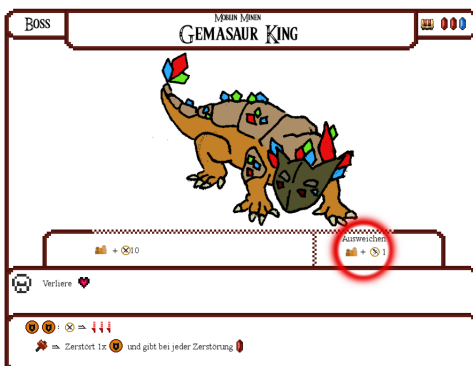 Boss
Moblin Minen
Gemasaur King
Ausweichen
+ 10
+ 1
Verliere
:
Zerstört 1x und gibt bei jeder Zerstörung